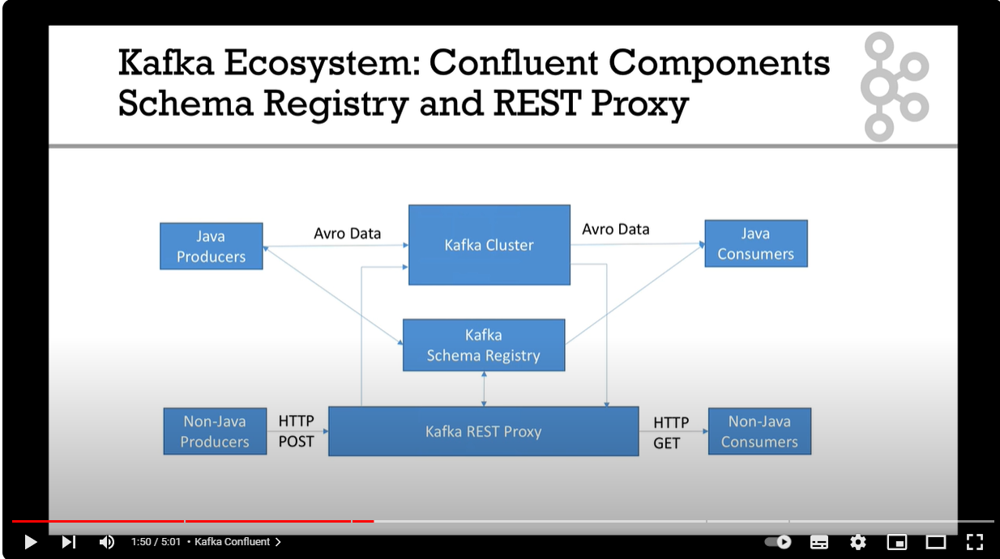 Kafka Ecosystem: Confluent Components
Schema Registry and REST Proxy
Java
Producers
Avro Data
Kafka Cluster
Avro Data
Java
Consumers
Kafka
Schema Registry
Non-Java
Producers
HTTP
POST
Kafka REST Proxy
HTTP
GET
Non-Java
Consumers
1:50 / 5:01 • Kafka Confluent